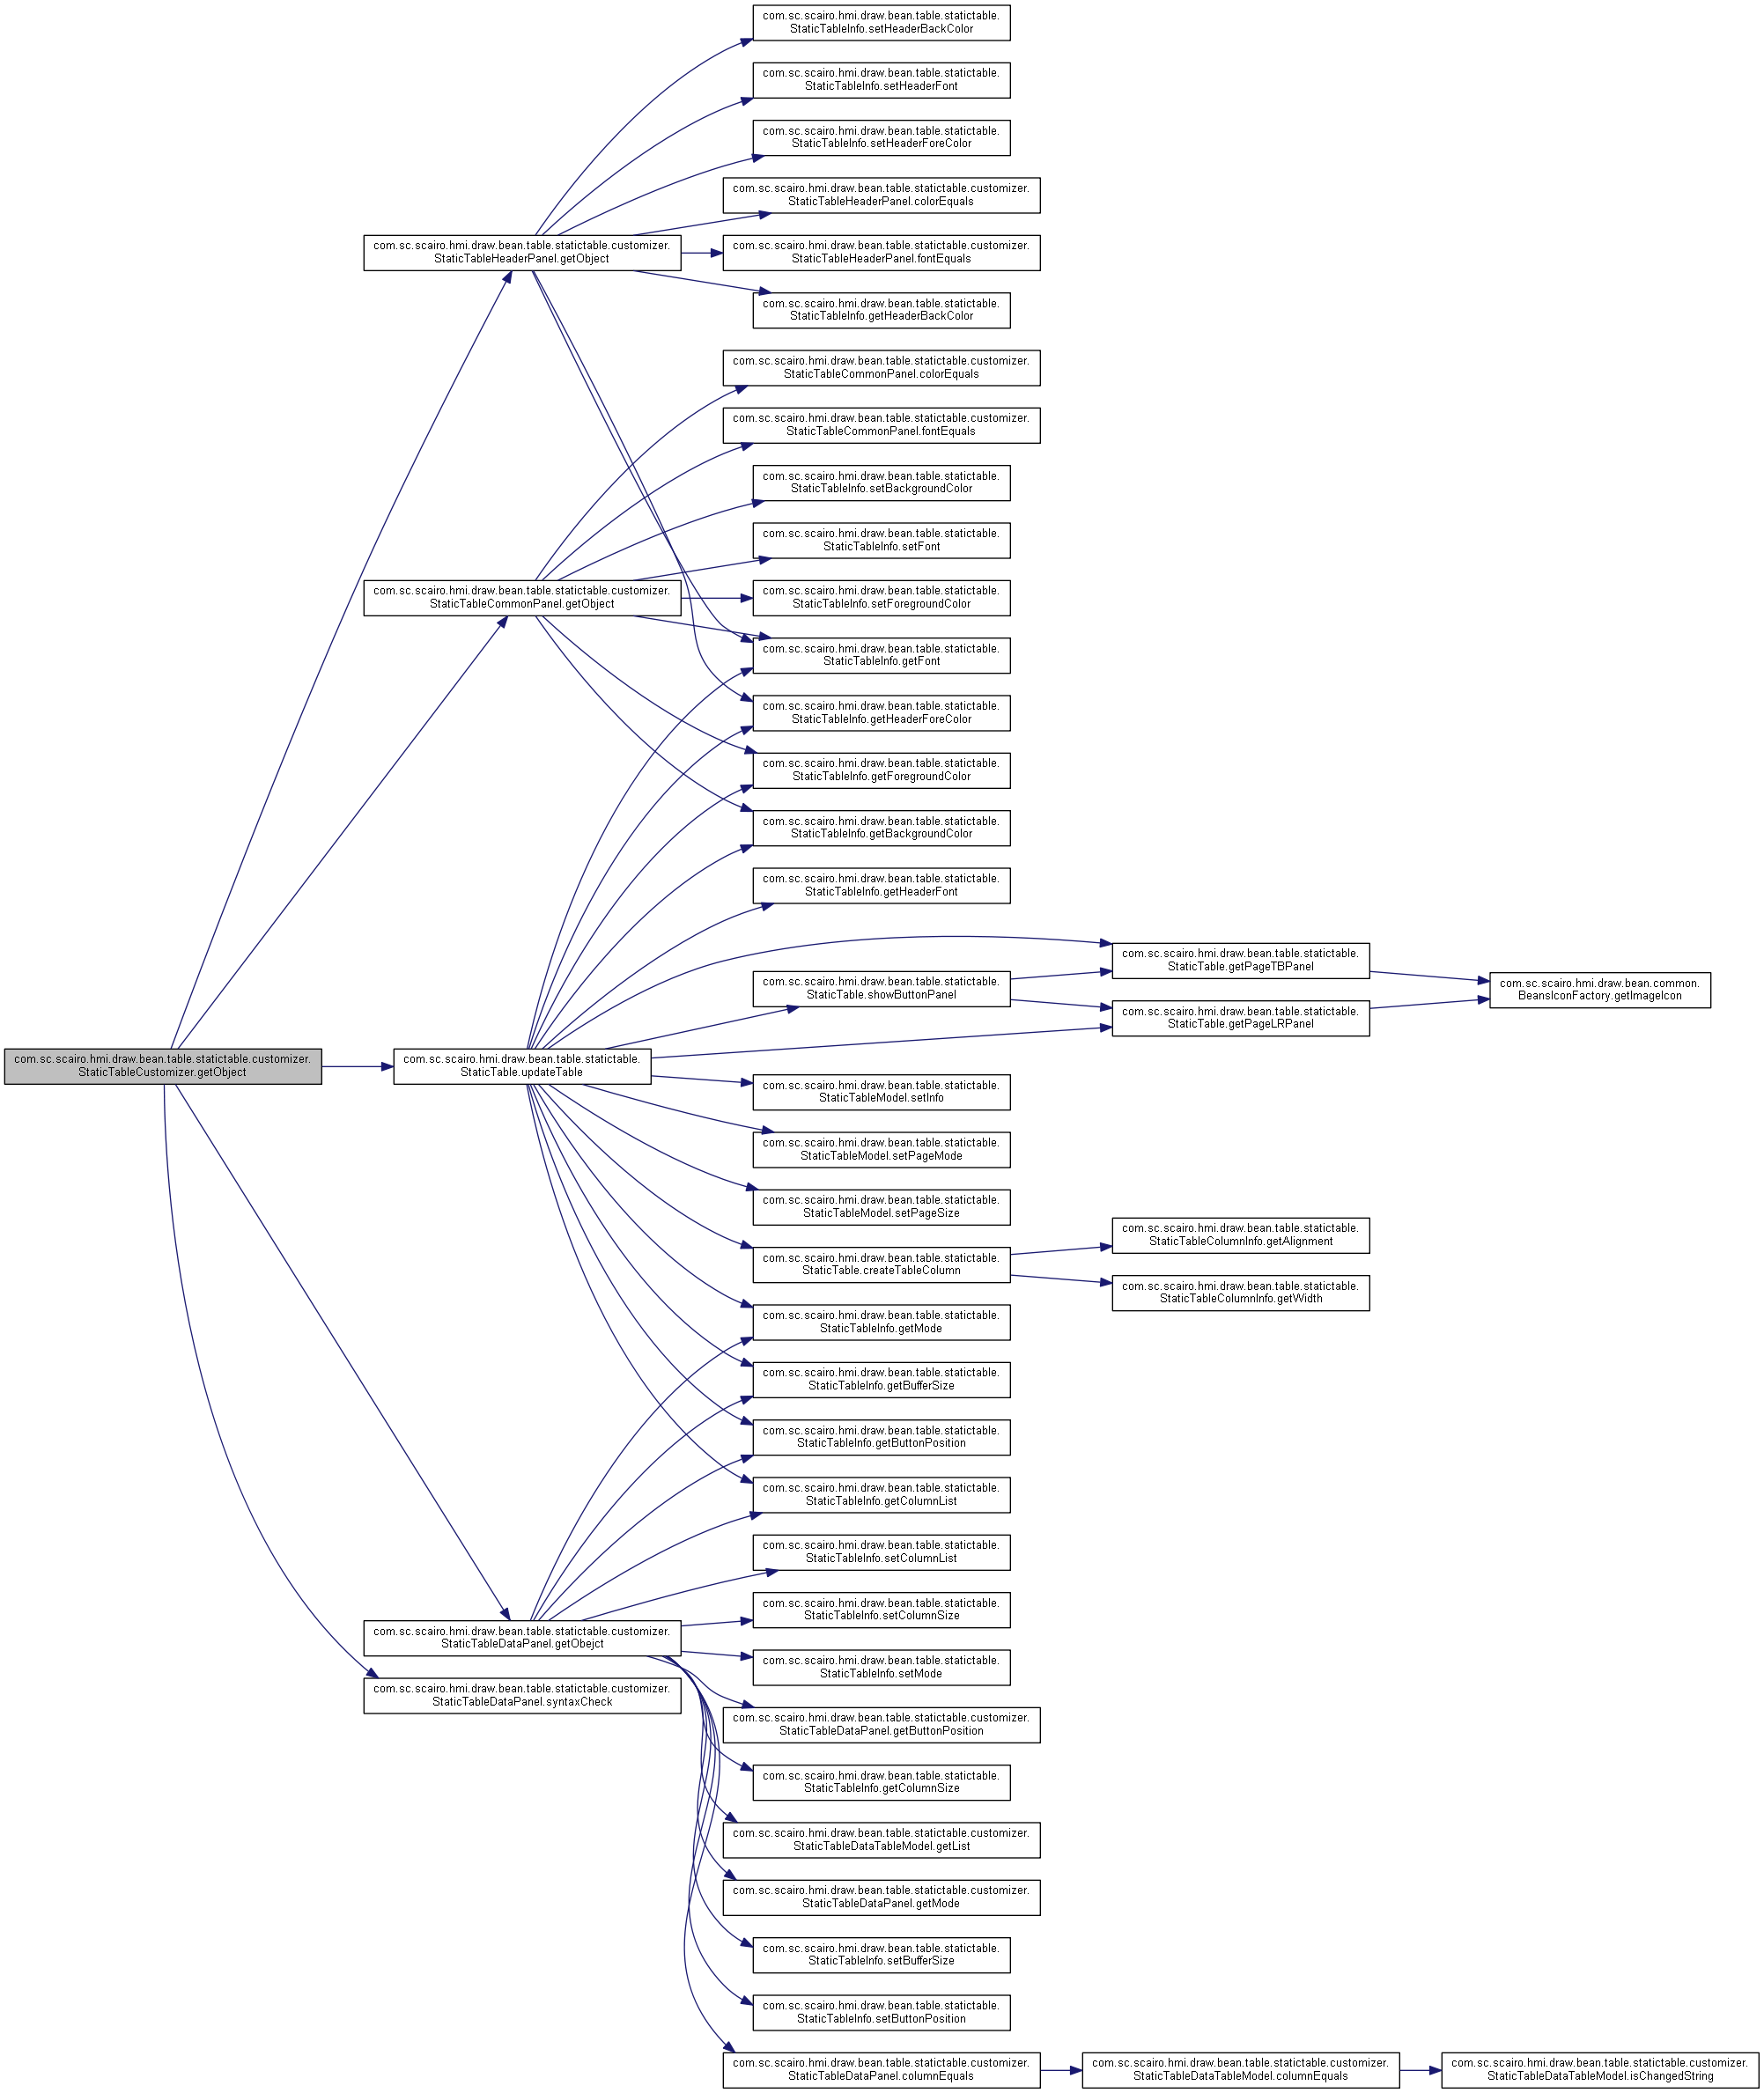 com.sc.scairo.hmi.draw.bean.table.statictable.customizer.
StaticTableCustomizer.getObject
com.sc.scairo.hmi.draw.bean.table.statictable.customizer.
StaticTableHeaderPanel.getObject
com.sc.scairo.hmi.draw.bean.table.statictable.customizer.
StaticTableCommonPanel.getObject
com.sc.scairo.hmi.draw.bean.table.statictable.
StaticTable.updateTable
com.sc.scairo.hmi.draw.bean.table.statictable.customizer.
StaticTableDataPanel.getObejct
com.sc.scairo.hmi.draw.bean.table.statictable.customizer.
StaticTableDataPanel.syntaxCheck
com.sc.scairo.hmi.draw.bean.table.statictable.
StaticTableInfo.setHeaderBackColor
com.sc.scairo.hmi.draw.bean.table.statictable.
StaticTableInfo.setHeaderFont
com.sc.scairo.hmi.draw.bean.table.statictable.
StaticTableInfo.setHeaderForeColor
com.sc.scairo.hmi.draw.bean.table.statictable.customizer.
StaticTableHeaderPanel.colorEquals
com.sc.scairo.hmi.draw.bean.table.statictable.customizer.
StaticTableHeaderPanel.fontEquals
com.sc.scairo.hmi.draw.bean.table.statictable.
StaticTableInfo.getHeaderBackColor
com.sc.scairo.hmi.draw.bean.table.statictable.customizer.
StaticTableCommonPanel.colorEquals
com.sc.scairo.hmi.draw.bean.table.statictable.customizer.
StaticTableCommonPanel.fontEquals
com.sc.scairo.hmi.draw.bean.table.statictable.
StaticTableInfo.setBackgroundColor
com.sc.scairo.hmi.draw.bean.table.statictable.
StaticTableInfo.setFont
com.sc.scairo.hmi.draw.bean.table.statictable.
StaticTableInfo.setForegroundColor
com.sc.scairo.hmi.draw.bean.table.statictable.
StaticTableInfo.getFont
com.sc.scairo.hmi.draw.bean.table.statictable.
StaticTableInfo.getHeaderForeColor
com.sc.scairo.hmi.draw.bean.table.statictable.
StaticTableInfo.getForegroundColor
com.sc.scairo.hmi.draw.bean.table.statictable.
StaticTableInfo.getBackgroundColor
com.sc.scairo.hmi.draw.bean.table.statictable.
StaticTableInfo.getHeaderFont
com.sc.scairo.hmi.draw.bean.table.statictable.
StaticTable.showButtonPanel
com.sc.scairo.hmi.draw.bean.table.statictable.
StaticTableModel.setInfo
com.sc.scairo.hmi.draw.bean.table.statictable.
StaticTableModel.setPageMode
com.sc.scairo.hmi.draw.bean.table.statictable.
StaticTableModel.setPageSize
com.sc.scairo.hmi.draw.bean.table.statictable.
StaticTable.createTableColumn
com.sc.scairo.hmi.draw.bean.table.statictable.
StaticTableInfo.getMode
com.sc.scairo.hmi.draw.bean.table.statictable.
StaticTableInfo.getBufferSize
com.sc.scairo.hmi.draw.bean.table.statictable.
StaticTableInfo.getButtonPosition
com.sc.scairo.hmi.draw.bean.table.statictable.
StaticTableInfo.getColumnList
com.sc.scairo.hmi.draw.bean.table.statictable.
StaticTableInfo.setColumnList
com.sc.scairo.hmi.draw.bean.table.statictable.
StaticTableInfo.setColumnSize
com.sc.scairo.hmi.draw.bean.table.statictable.
StaticTableInfo.setMode
com.sc.scairo.hmi.draw.bean.table.statictable.customizer.
StaticTableDataPanel.getButtonPosition
com.sc.scairo.hmi.draw.bean.table.statictable.
StaticTableInfo.getColumnSize
com.sc.scairo.hmi.draw.bean.table.statictable.customizer.
StaticTableDataTableModel.getList
com.sc.scairo.hmi.draw.bean.table.statictable.customizer.
StaticTableDataPanel.getMode
com.sc.scairo.hmi.draw.bean.table.statictable.
StaticTableInfo.setBufferSize
com.sc.scairo.hmi.draw.bean.table.statictable.
StaticTableInfo.setButtonPosition
com.sc.scairo.hmi.draw.bean.table.statictable.customizer.
StaticTableDataPanel.columnEquals
com.sc.scairo.hmi.draw.bean.table.statictable.
StaticTable.getPageTBPanel
com.sc.scairo.hmi.draw.bean.table.statictable.
StaticTable.getPageLRPanel
com.sc.scairo.hmi.draw.bean.table.statictable.
StaticTableColumnInfo.getAlignment
com.sc.scairo.hmi.draw.bean.table.statictable.
StaticTableColumnInfo.getWidth
com.sc.scairo.hmi.draw.bean.table.statictable.customizer.
StaticTableDataTableModel.columnEquals
com.sc.scairo.hmi.draw.bean.common.
BeansIconFactory.getImageIcon
com.sc.scairo.hmi.draw.bean.table.statictable.customizer.
StaticTableDataTableModel.isChangedString